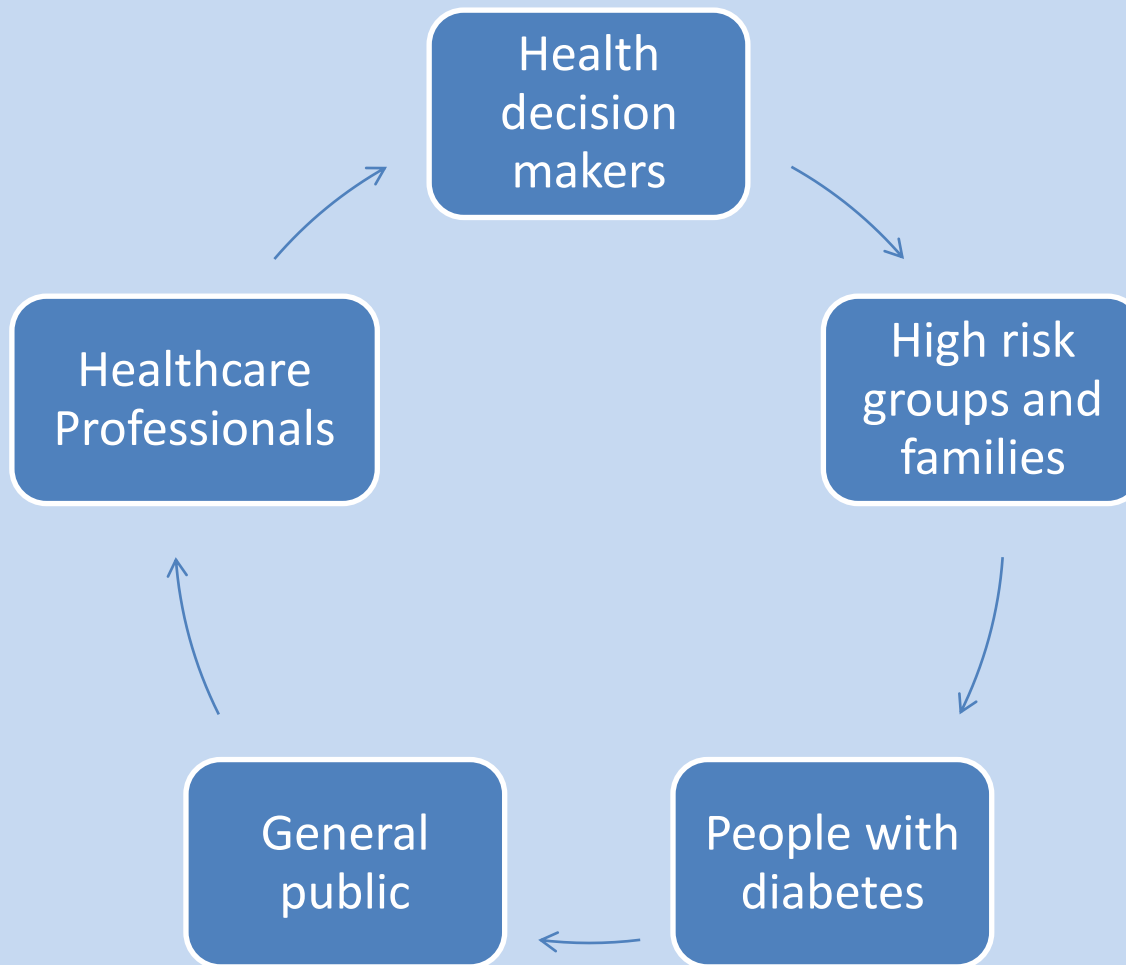 Health
decision
makers
High risk
groups and
families
People with
diabetes
General
public
Healthcare
Professionals